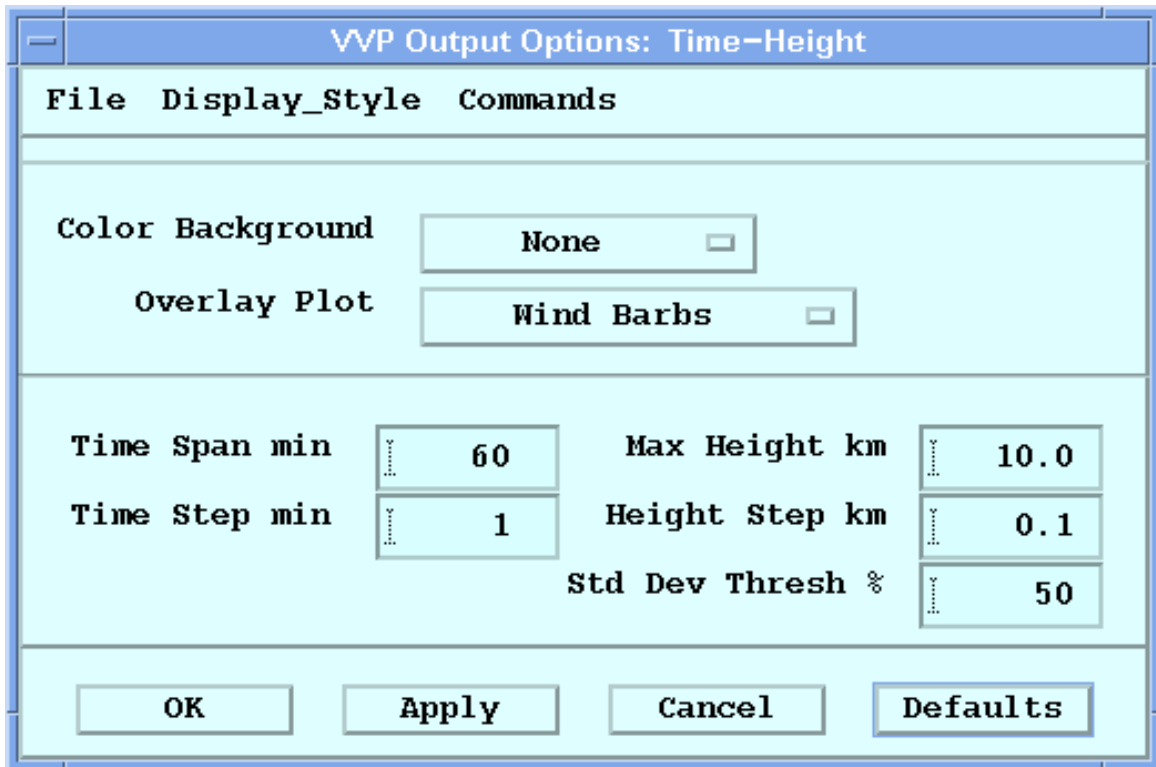 VVP Output Options: Time-Height
File Display_Style Commands
Color Background None
Overlay Plot Wind Barbs
Time Span min 60 Max Height km 10.0
Time Step min 1 Height Step km 0.1
Std Dev Thresh % 50
OK Apply Cancel Defaults